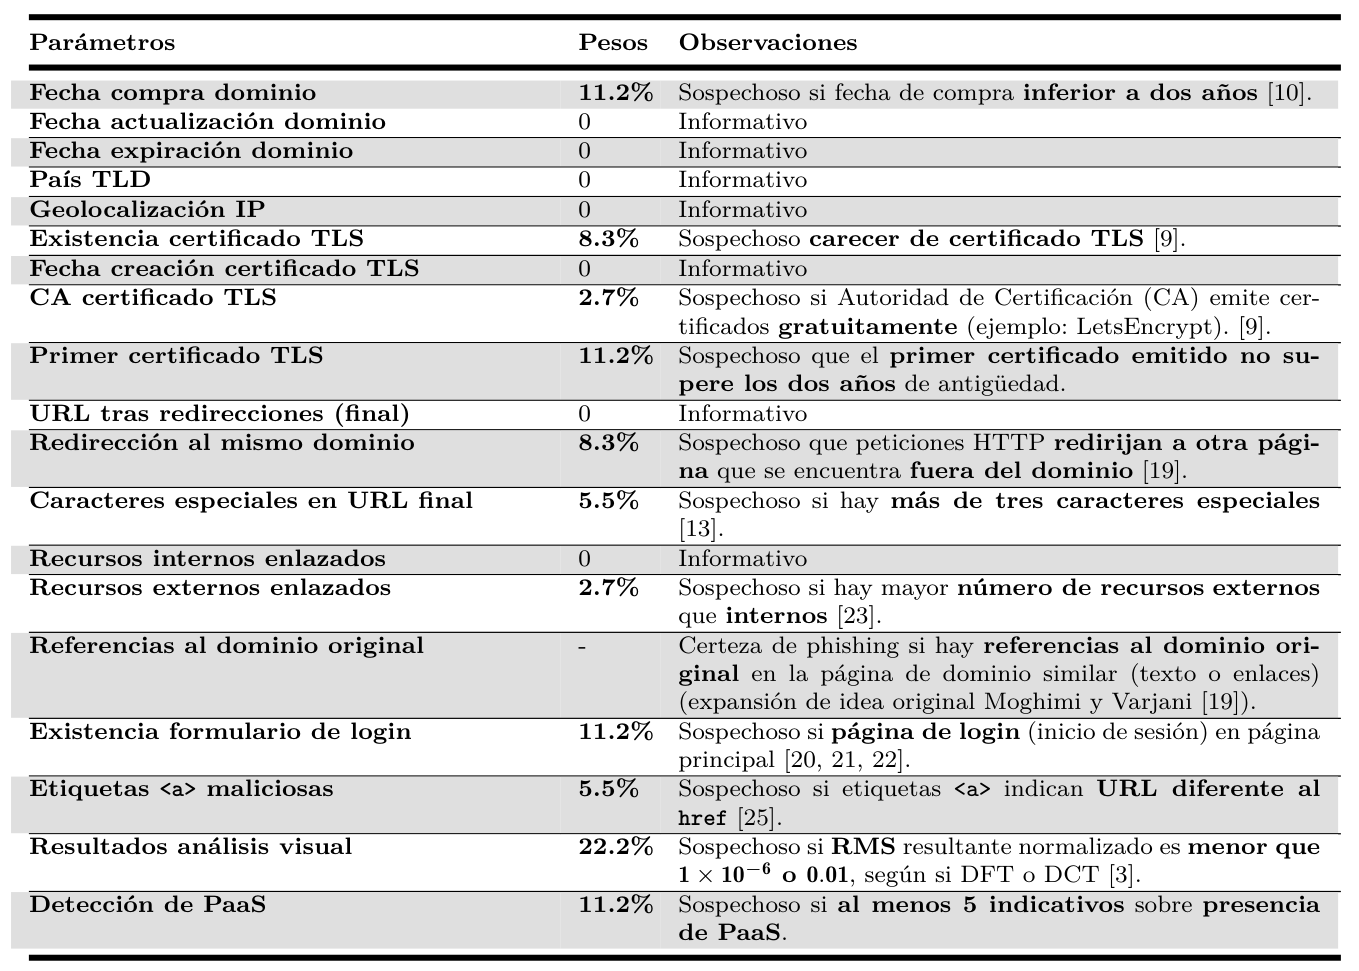 Parámetros Pesos Observaciones
Fecha compra dominio 11.2% Sospechoso si fecha de compra inferior a dos años [10].
Fecha actualización dominio 0 Informativo
Fecha expiración dominio 0 Informativo
País TLD 0 Informativo
Geolocalización IP 0 Informativo
Existencia certificado TLS 8.3% Sospechoso carecer de certificado TLS [9].
Fecha creación certificado TLS 0 Informativo
CA certificado TLS 2.7% Sospechoso si Autoridad de Certificación (CA) emite cer-
tificados gratuitamente (ejemplo: LetsEncrypt). [9].
Primer certificado TLS 11.2% Sospechoso que el primer certificado emitido no su-
pere los dos años de antigüedad.
URL tras redirecciones (final) 0 Informativo
Redirección al mismo dominio 8.3% Sospechoso que peticiones HTTP redirijan a otra pági-
na que se encuentra fuera del dominio [19].
Caracteres especiales en URL final 5.5% Sospechoso si hay más de tres caracteres especiales
[13].
Recursos internos enlazados 0 Informativo
Recursos externos enlazados 2.7% Sospechoso si hay mayor número de recursos externos
que internos [23].
Referencias al dominio original - Certeza de phishing si hay referencias al dominio ori-
ginal en la página de dominio similar (texto o enlaces)
(expansión de idea original Moghimi y Varjani [19]).
Existencia formulario de login 11.2% Sospechoso si página de login (inicio de sesión) en página
principal [20, 21, 22].
Etiquetas <a> maliciosas 5.5% Sospechoso si etiquetas <a> indican URL diferente al
href [25].
Resultados análisis visual 22.2% Sospechoso si RMS resultante normalizado es menor que
1 × 10⁻⁶ o 0.01, según si DFT o DCT [3].
Detección de PaaS 11.2% Sospechoso si al menos 5 indicativos sobre presencia
de PaaS.